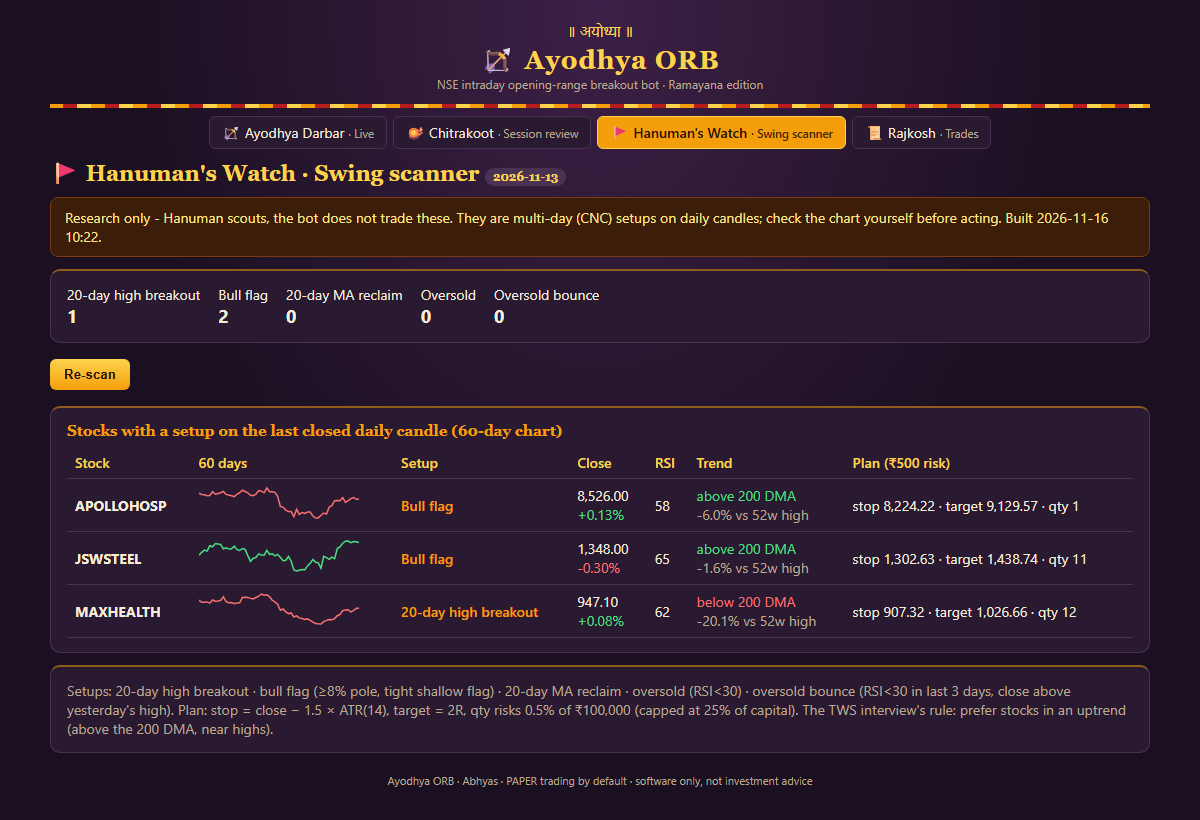 ॥ अयोध्या ॥
Ayodhya ORB
NSE intraday opening-range breakout bot · Ramayana edition
Ayodhya Darbar · Live
Chitrakoot · Session review
Hanuman's Watch · Swing scanner
Rajkosh · Trades
Hanuman's Watch · Swing scanner 2026-11-13
Research only - Hanuman scouts, the bot does not trade these. They are multi-day (CNC) setups on daily candles; check the chart yourself before acting. Built 2026-11-16
10:22.
20-day high breakout Bull flag 20-day MA reclaim Oversold Oversold bounce
1 2 0 0 0
Re-scan
Stocks with a setup on the last closed daily candle (60-day chart)
Stock 60 days Setup Close RSI Trend Plan (₹500 risk)
APOLLOHOSP Bull flag 8,526.00 58 above 200 DMA stop 8,224.22 · target 9,129.57 · qty 1
+0.13% -6.0% vs 52w high
JSWSTEEL Bull flag 1,348.00 65 above 200 DMA stop 1,302.63 · target 1,438.74 · qty 11
-0.30% -1.6% vs 52w high
MAXHEALTH 20-day high breakout 947.10 62 below 200 DMA stop 907.32 · target 1,026.66 · qty 12
+0.08% -20.1% vs 52w high
Setups: 20-day high breakout · bull flag (≥8% pole, tight shallow flag) · 20-day MA reclaim · oversold (RSI<30) · oversold bounce (RSI<30 in last 3 days, close above
yesterday's high). Plan: stop = close − 1.5 × ATR(14), target = 2R, qty risks 0.5% of ₹100,000 (capped at 25% of capital). The TWS interview's rule: prefer stocks in an uptrend
(above the 200 DMA, near highs).
Ayodhya ORB · Abhyas · PAPER trading by default · software only, not investment advice